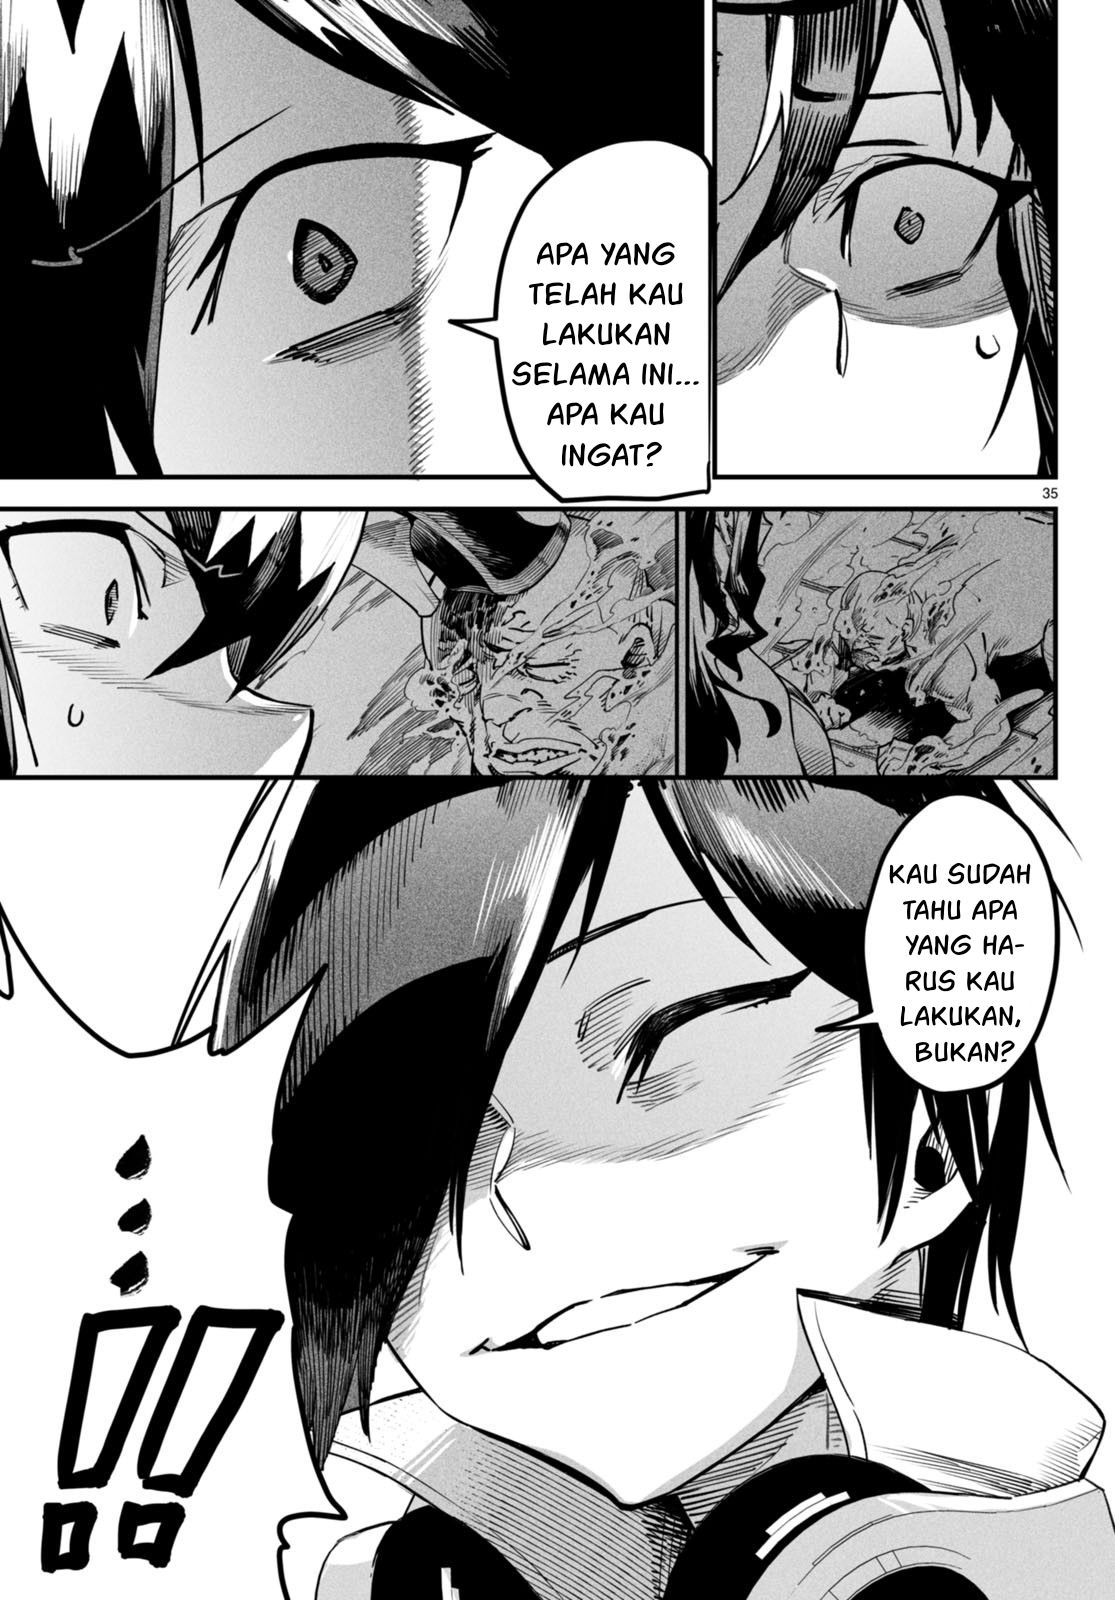 APA YANG
TELAH KAU
LAKUKAN
SELAMA INI...
APA KAU
INGAT?
35
KAU SUDAH
TAHU APA
YANG HA-
RUS KAU
LAKUKAN,
BUKAN?
...!!